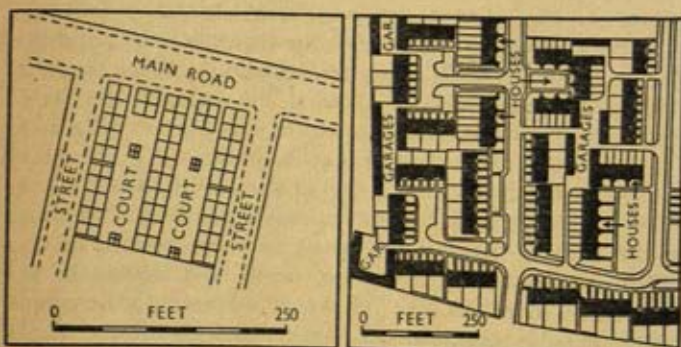 MAIN ROAD
STREET
COURT
COURT
STREET
0 FEET 250
GAR
HOUSES
GARAGES
GARAGES
HOUSES
GAR
0 FEET 250